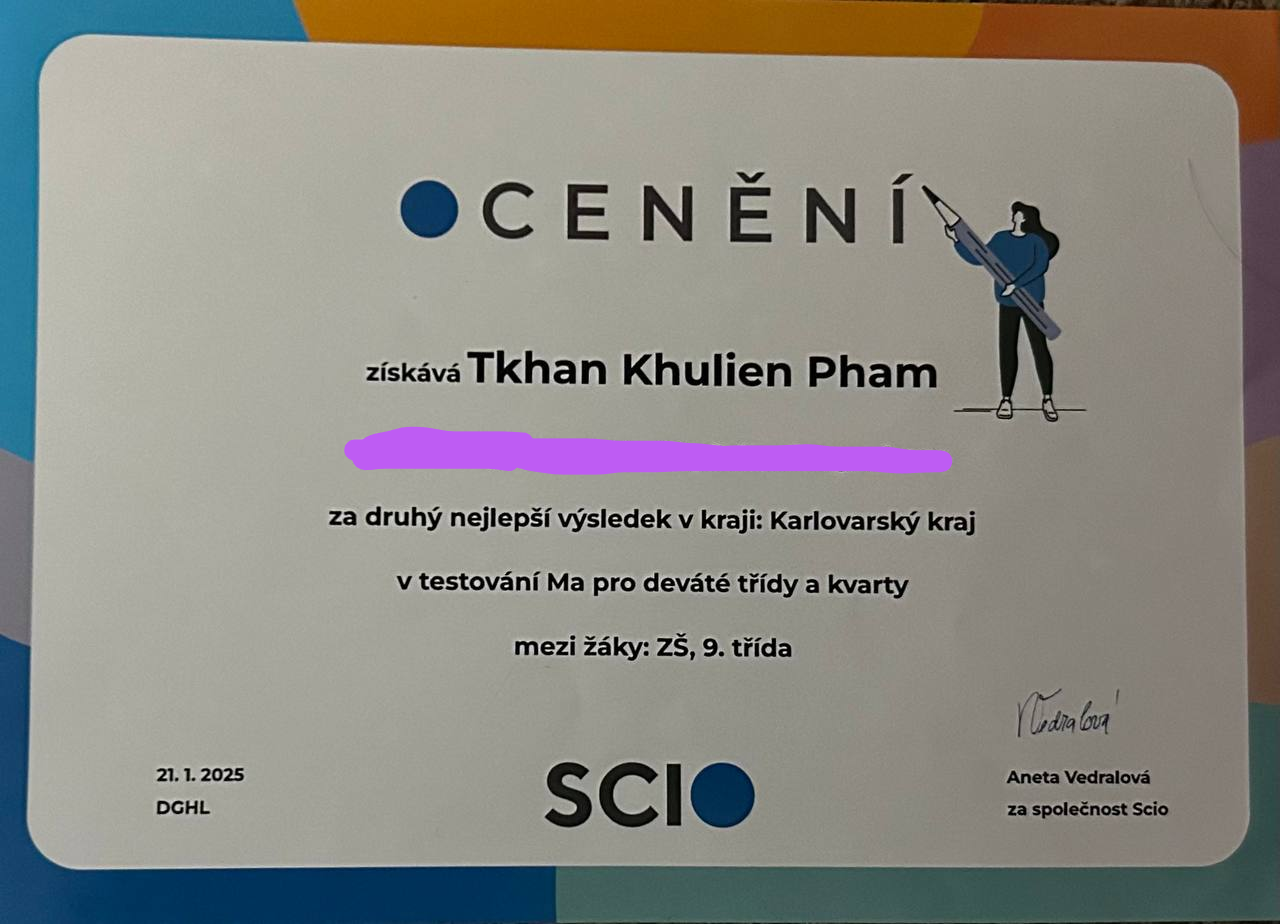 OCENĚNÍ
získává Tkhan Khulien Pham
za druhý nejlepší výsledek v kraji: Karlovarský kraj
v testování Ma pro deváté třídy a kvarty
mezi žáky: ZŠ, 9. třída
Vedralová
21. 1. 2025
DGHL
SCIO
Aneta Vedralová
za společnost Scio